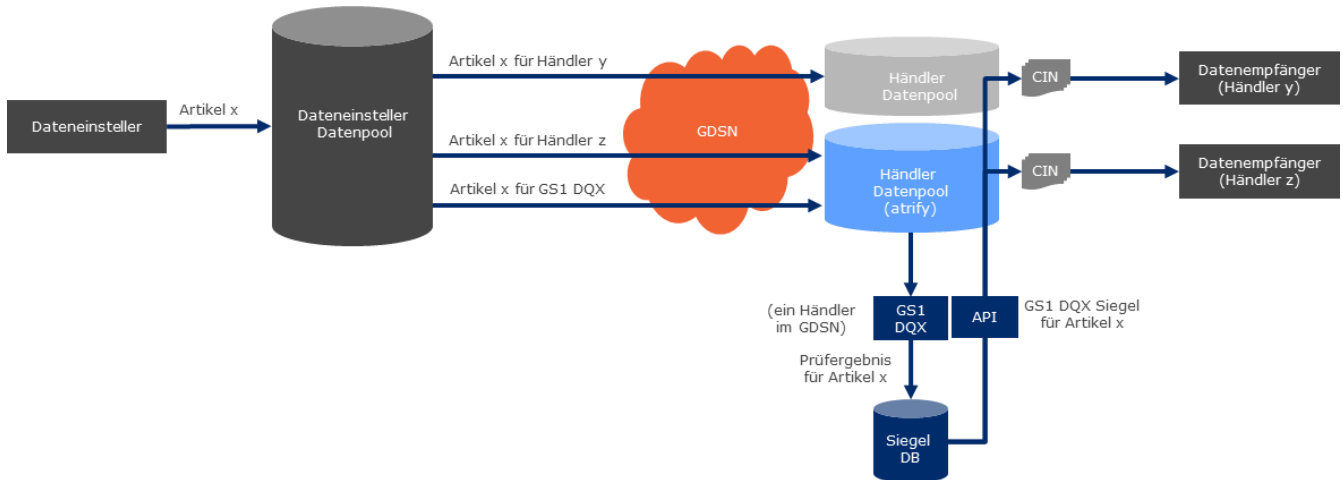 Dateneinsteller
Artikel x
Dateneinsteller
Datenpool
Artikel x für Händler y
Artikel x für Händler z
Artikel x für GS1 DQX
GDSN
Händler
Datenpool
Händler
Datenpool
(atrify)
CIN
CIN
Datenempfänger
(Händler y)
Datenempfänger
(Händler z)
(ein Händler
im GDSN)
GS1
DQX
API
GS1 DQX Siegel
für Artikel x
Prüfergebnis
für Artikel x
Siegel
DB